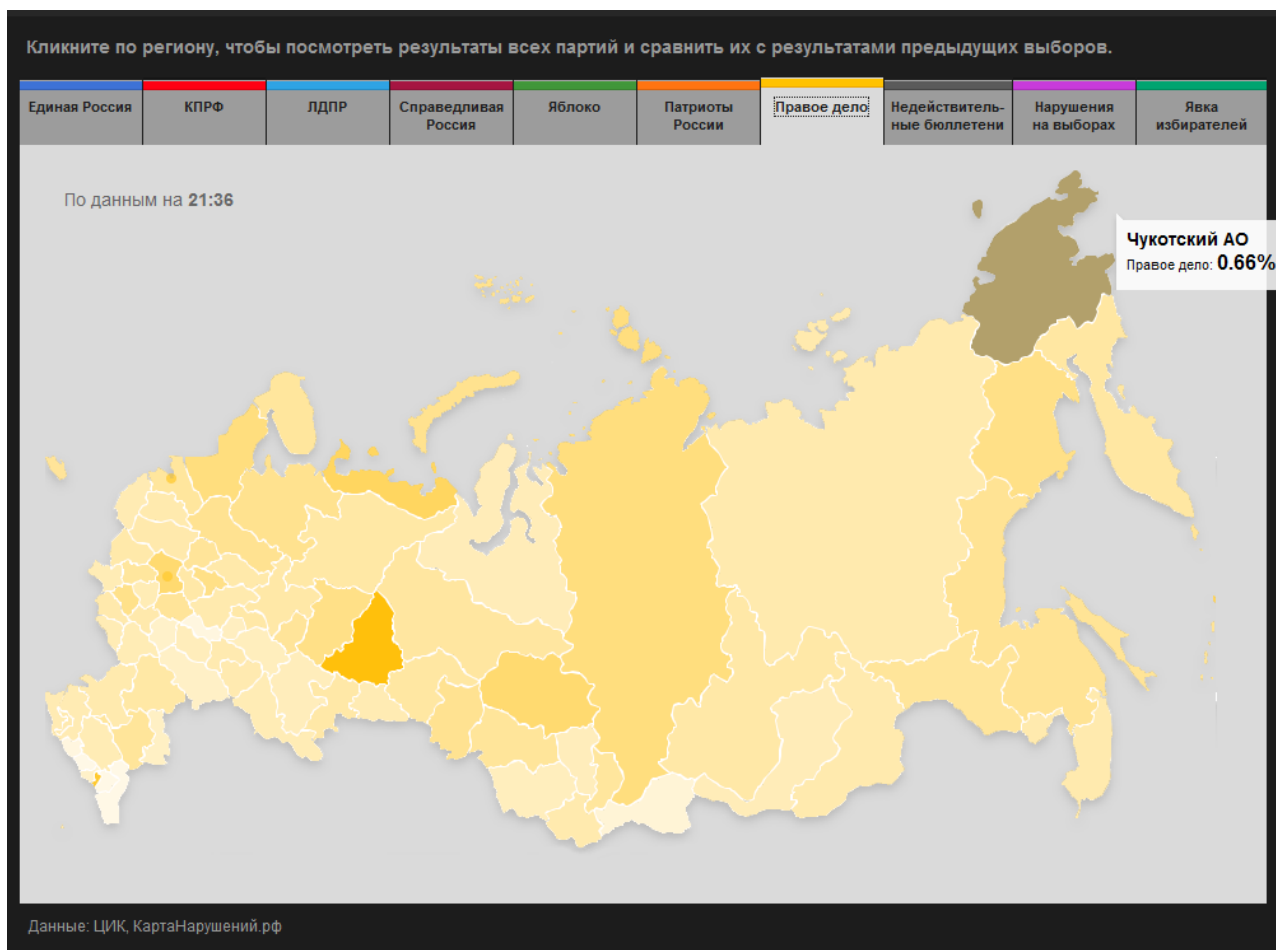 Кликните по региону, чтобы посмотреть результаты всех партий и сравнить их с результатами предыдущих выборов.
Единая Россия
КПРФ
ЛДПР
Справедливая
Россия
Яблоко
Патриоты
России
Правое дело
Недействитель-
ные бюллетени
Нарушения
на выборах
Явка
избирателей
По данным на 21:36
Чукотский АО
Правое дело: 0.66%
Данные: ЦИК, КартаНарушений.рф